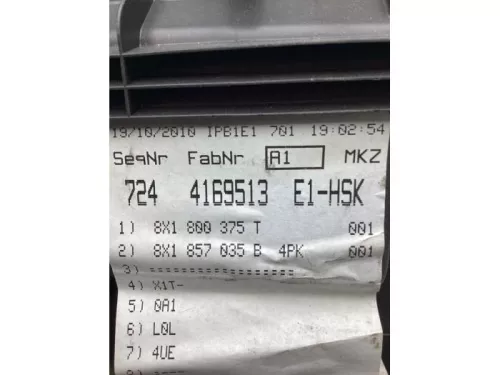 19/10/2010 IPB1E1 701 19:02:54
SeqNr FabNr A1 MKZ
724 4169513 E1-HSK
1) 8X1 800 375 T 001
2) 8X1 857 035 B 4PK 001
3) ==================
4) X1T-
5) 0A1
6) L0L
7) 4UE